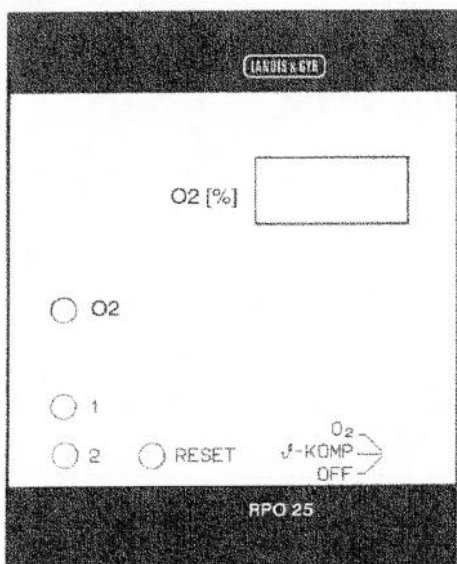 LANDIS & GYR
O2 [%]
O2
1
2 RESET
O2
ϑ-KOMP
OFF
RPO 25